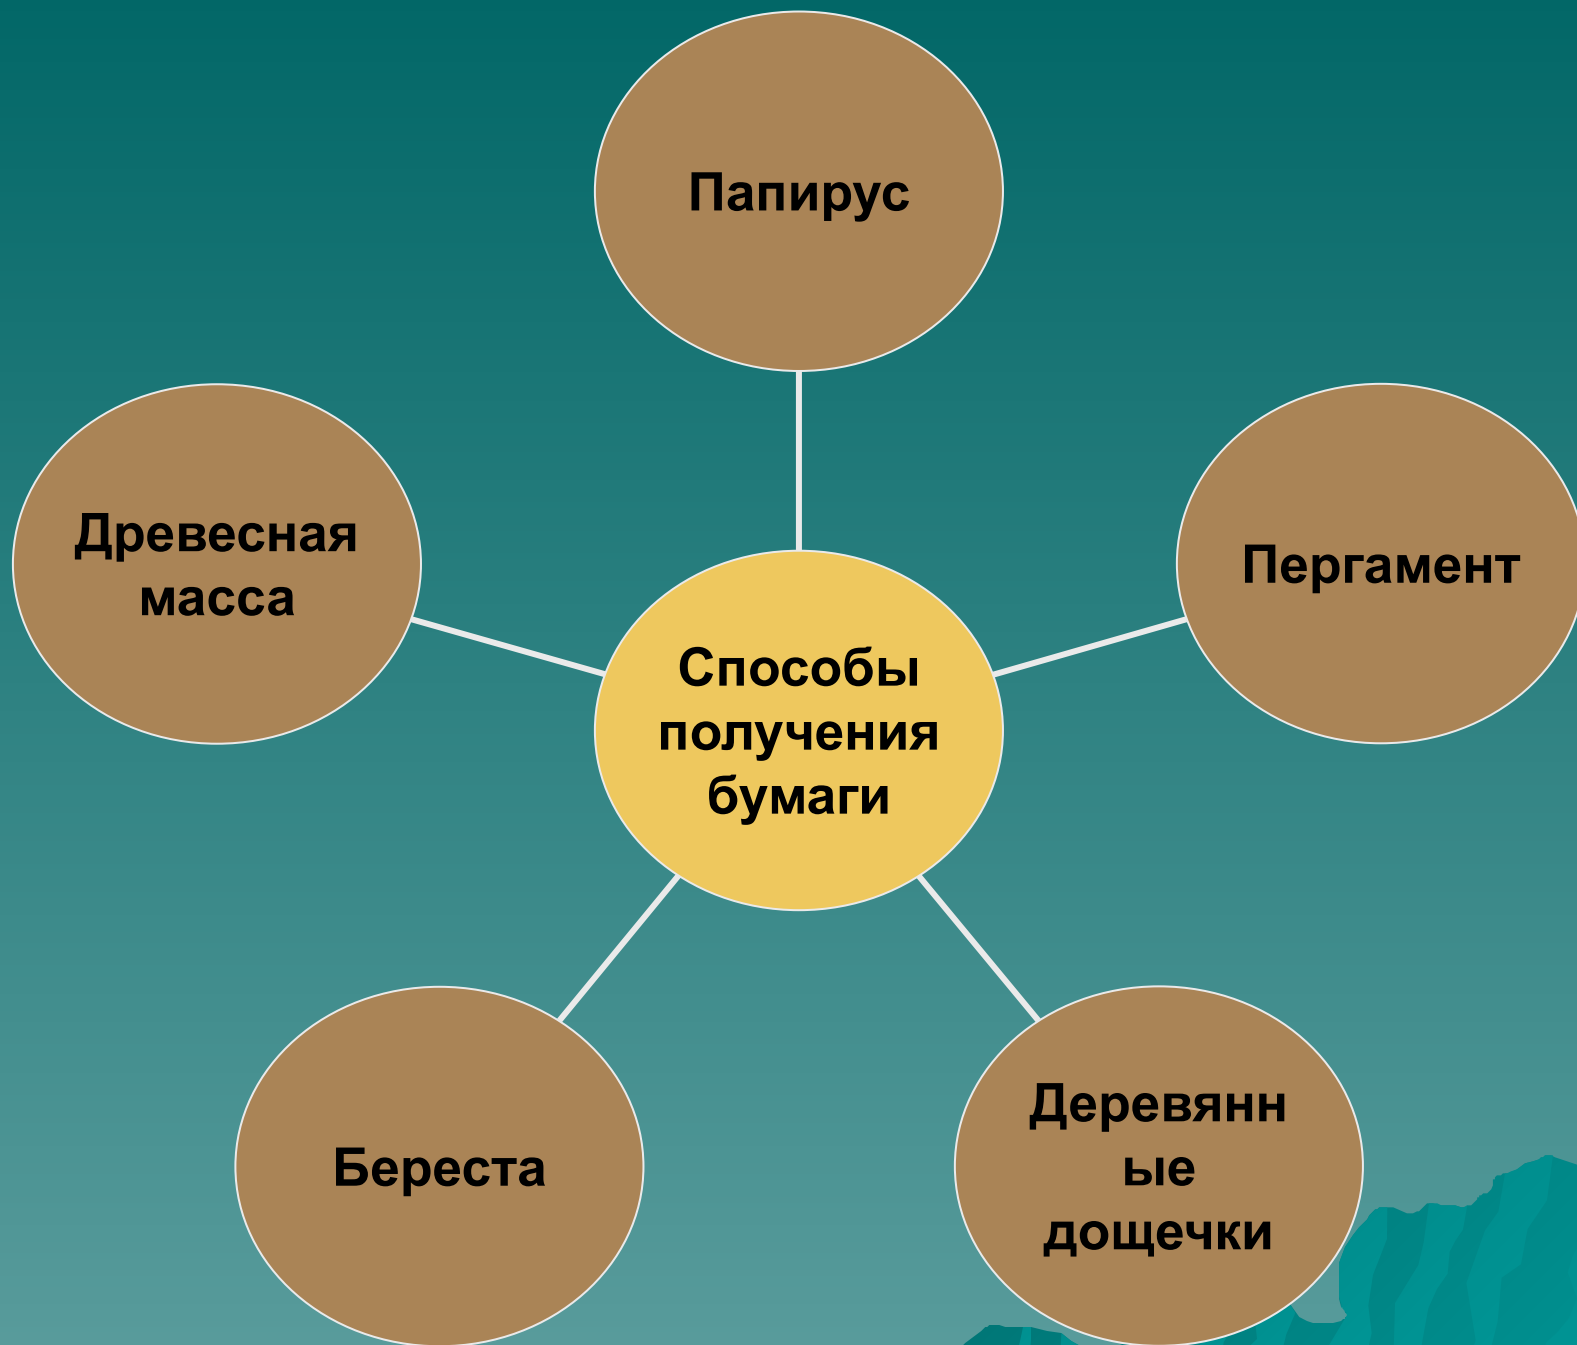 Папирус
Древесная
масса
Пергамент
Способы
получения
бумаги
Береста
Деревянн
ые
дощечки